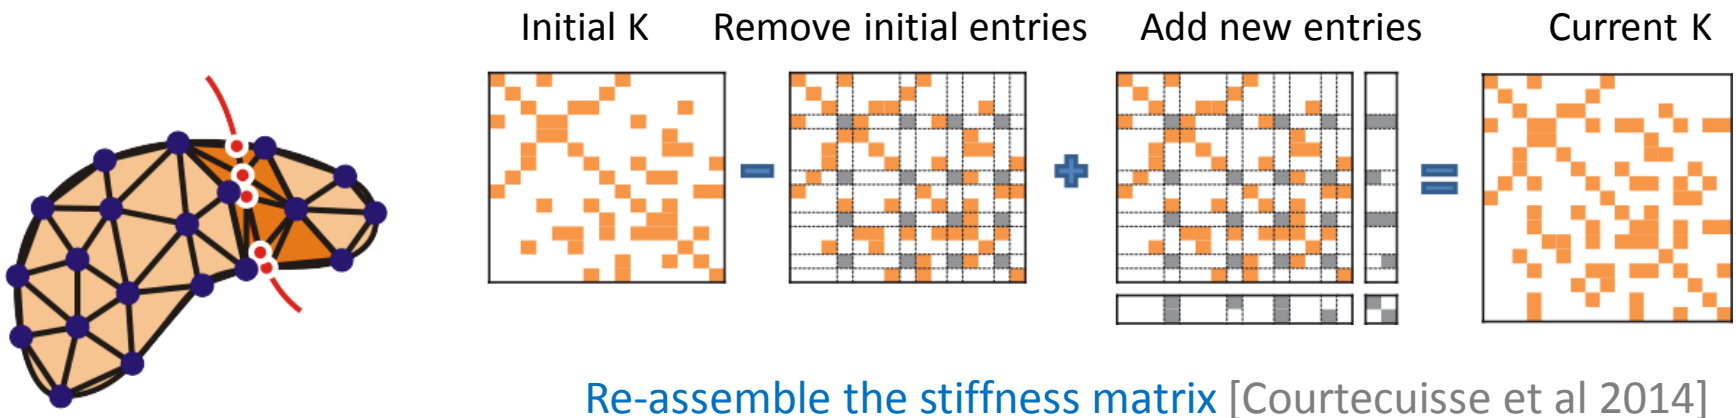 Initial K Remove initial entries Add new entries Current K
Re-assemble the stiffness matrix [Courtecuisse et al 2014]